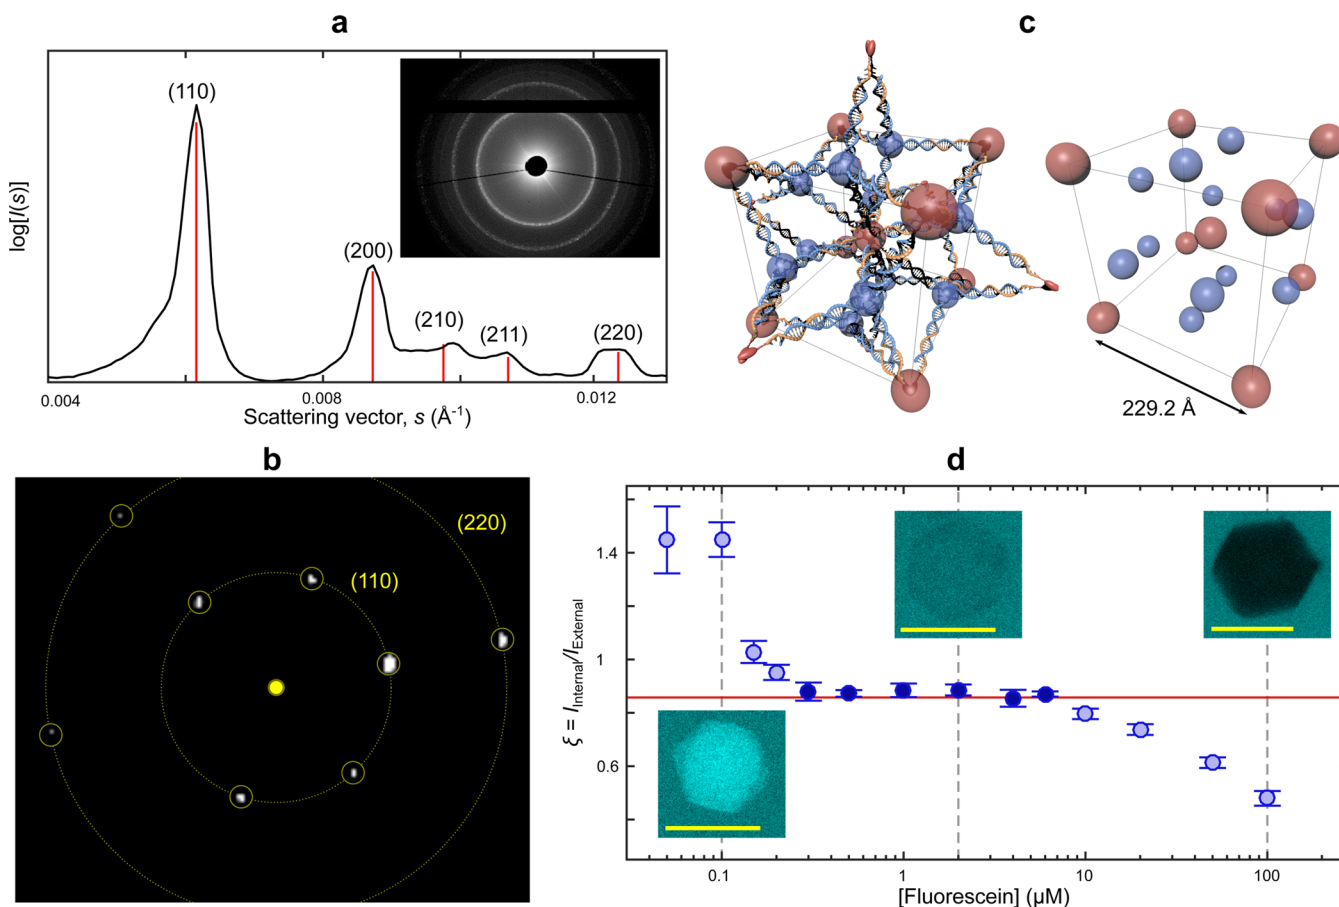 a
log[I(s)]
(110)
(200)
(210)
(211)
(220)
0.004
0.008
0.012
Scattering vector, s (Å⁻¹)
c
229.2 Å
b
(220)
(110)
d
ξ = I_Internal/I_External
1.4
1
0.6
0.1
1
10
100
[Fluorescein] (μM)